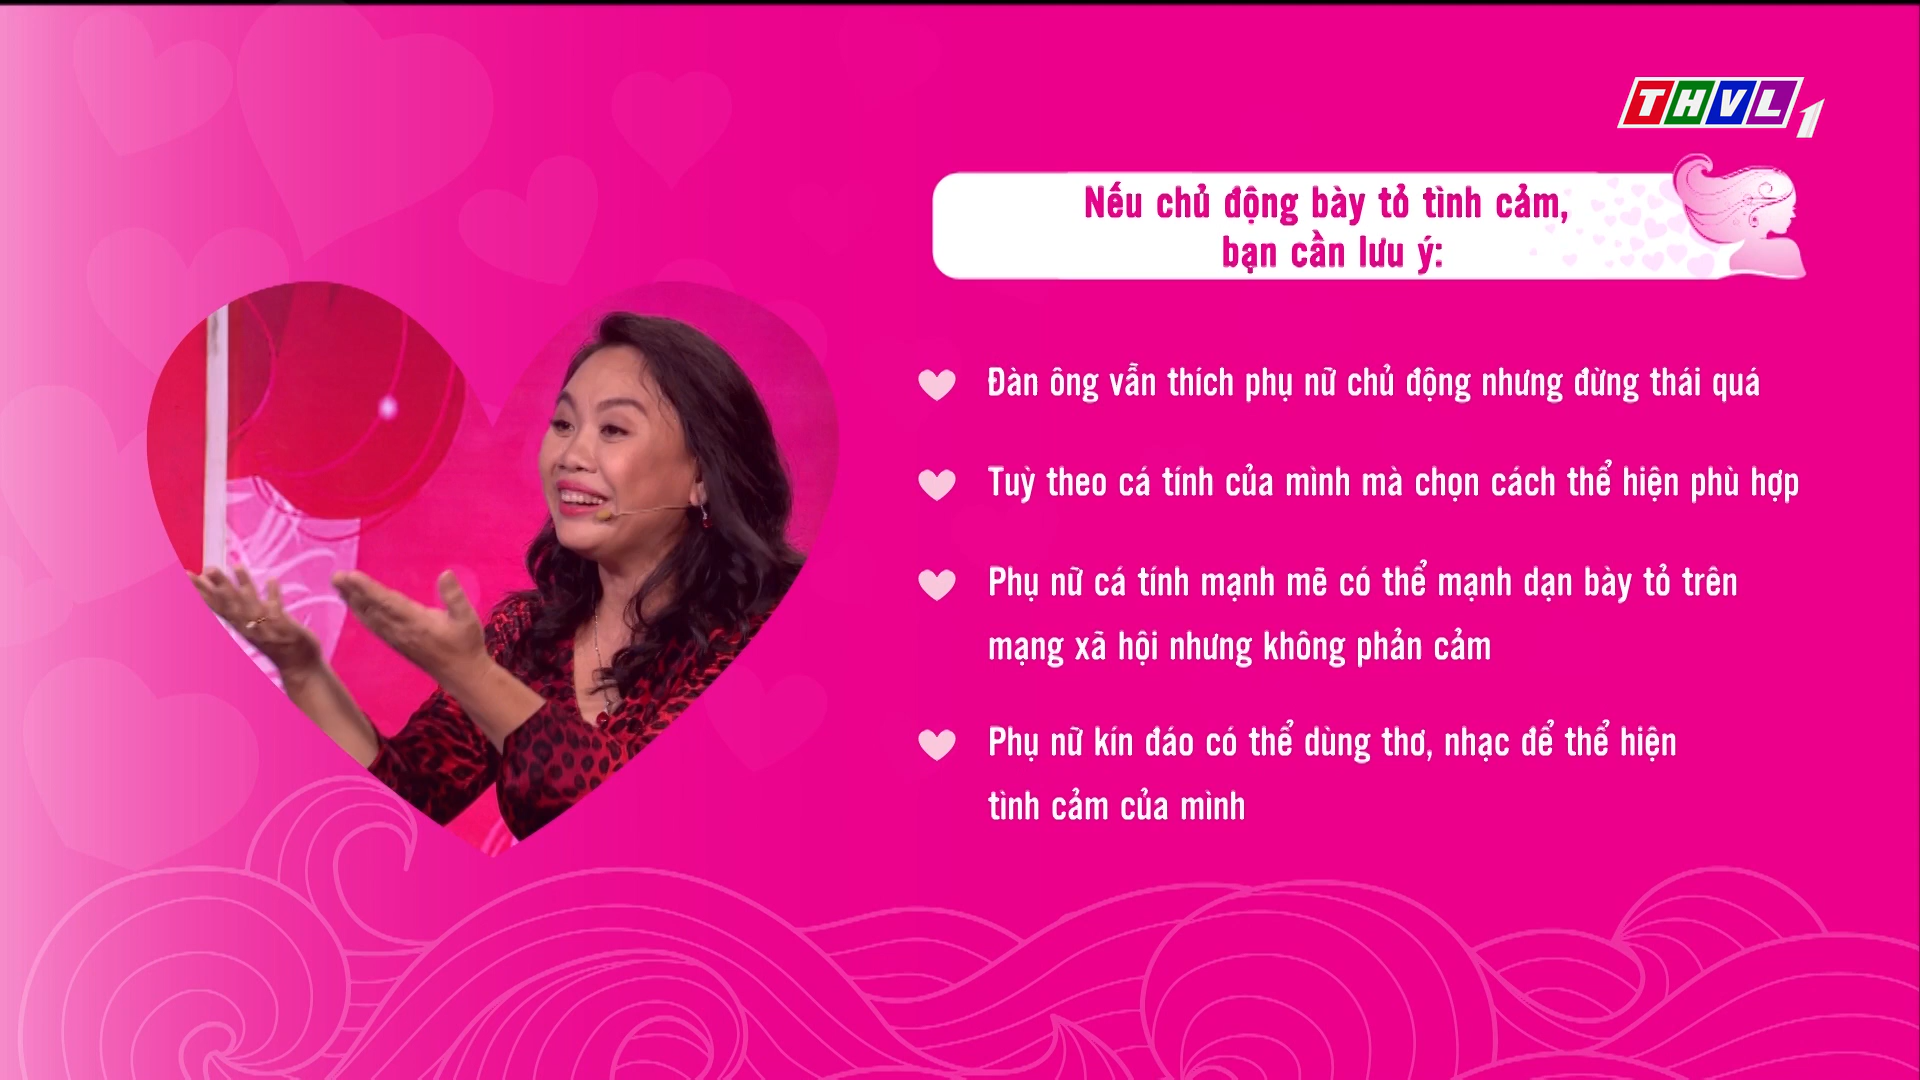 THVL1
Nếu chủ động bày tỏ tình cảm,
bạn cần lưu ý:
Đàn ông vẫn thích phụ nữ chủ động nhưng đừng thái quá
Tuỳ theo cá tính của mình mà chọn cách thể hiện phù hợp
Phụ nữ cá tính mạnh mẽ có thể mạnh dạn bày tỏ trên
mạng xã hội nhưng không phản cảm
Phụ nữ kín đáo có thể dùng thơ, nhạc để thể hiện
tình cảm của mình